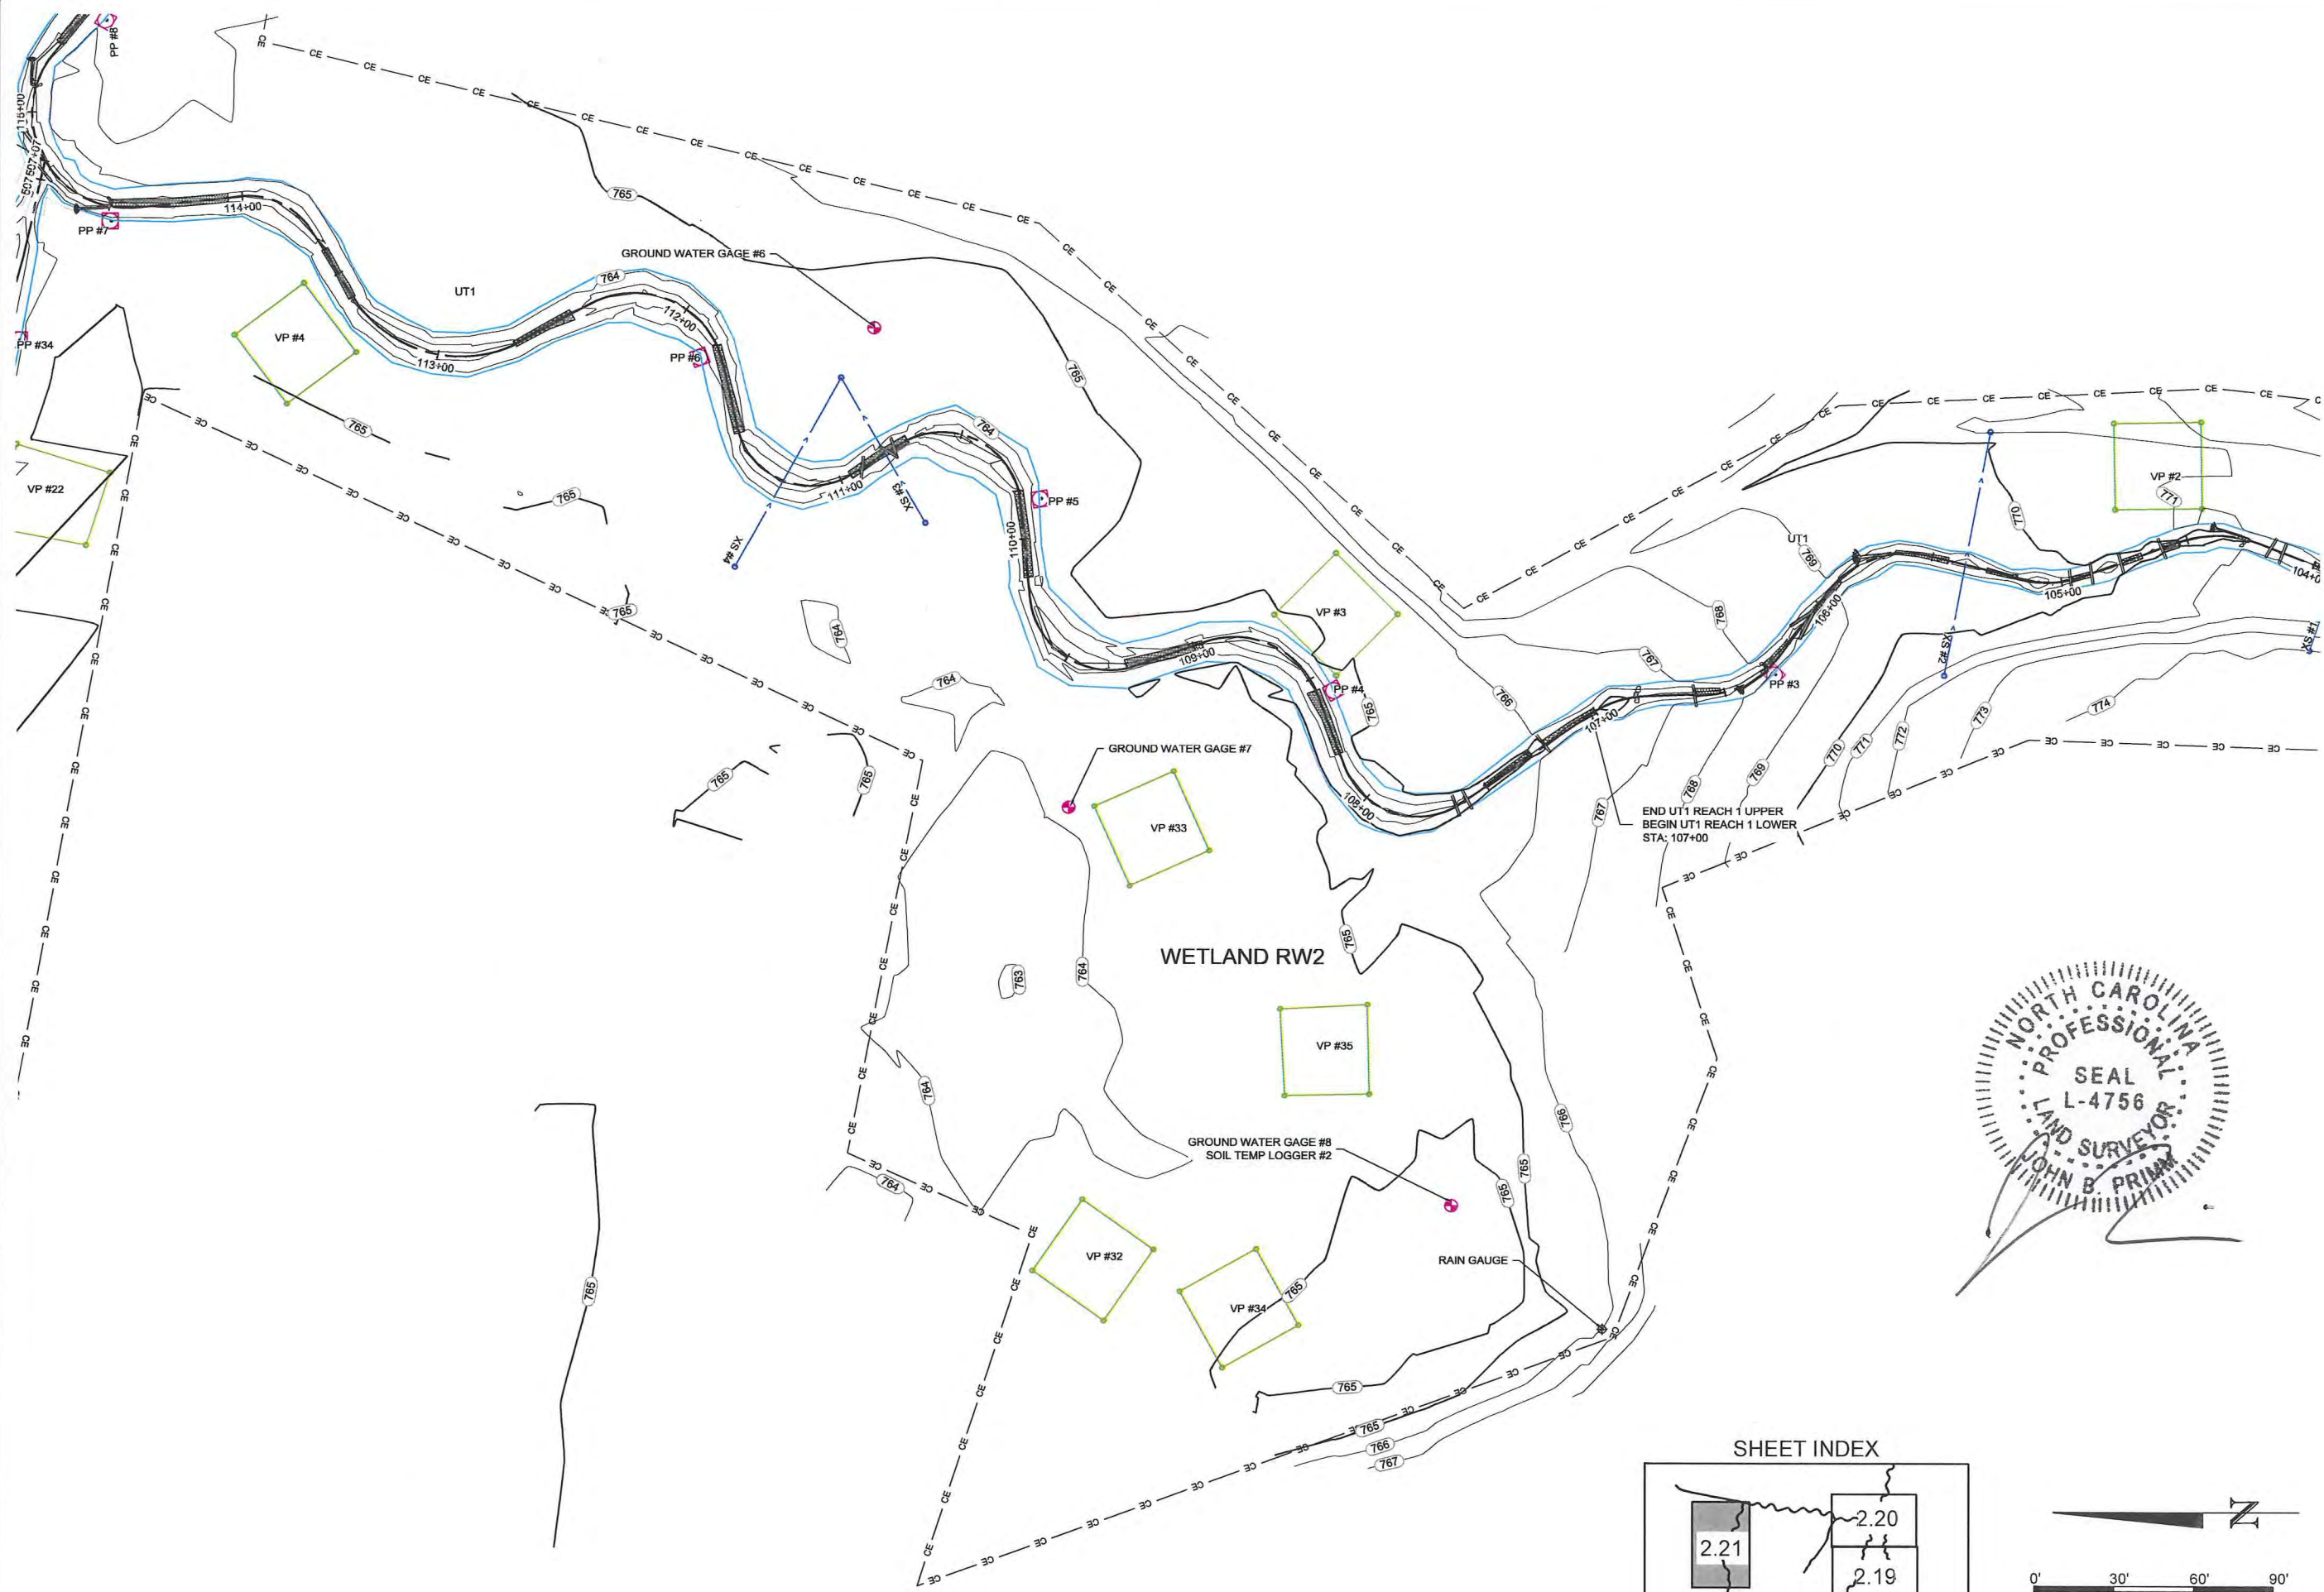 PP #8
CE
115+00
507+07
114+00
PP #7
765
GROUND WATER GAGE #6
UT1
764
112+00
VP #4
PP #34
PP #6
113+00
765
765
764
VP #22
765
111+00
XS #3
XS #4
PP #5
110+00
VP #2
771
770
UT1
769
105+00
765
VP #3
106+00
768
764
109+00
767
PP #4
PP #3
XS #2
XS #1
764
766
765
107+00
774
773
772
771
770
769
768
767
GROUND WATER GAGE #7
765
765
108+00
VP #33
END UT1 REACH 1 UPPER
BEGIN UT1 REACH 1 LOWER
STA: 107+00
WETLAND RW2
765
763
764
VP #35
764
766
GROUND WATER GAGE #8
SOIL TEMP LOGGER #2
764
765
765
VP #32
RAIN GAUGE
765
VP #34
765
765
765
766
767
NORTH CAROLINA
PROFESSIONAL
SEAL
L-4756
LAND SURVEYOR
JOHN B. PRIMM
SHEET INDEX
2.20
2.21
2.19
N
0' 30' 60' 90'